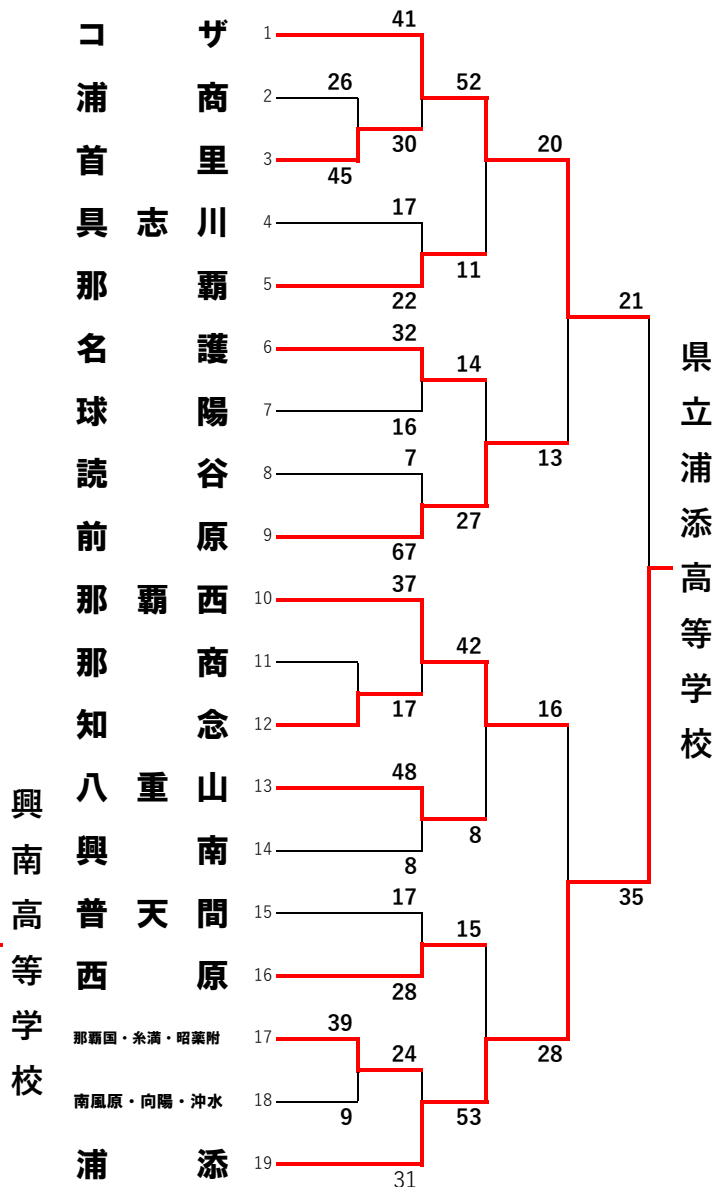 コザ 1 41
浦商 2 26 52
首里 3 45 30 20
具志川 4 17
那覇 5 22 11 21
名護 6 32 14
球陽 7 16
読谷 8 7 13
前原 9 67 27
那覇西 10 37
那商 11 42
知念 12 17 16
八重山 13 48
興南 14 8 8
普天間 15 17 35
西原 16 28 15
那覇国・糸満・昭薬附 17 39 24 28
南風原・向陽・沖水 18 9 53
浦添 19 31
県立浦添高等学校
興南高等学校